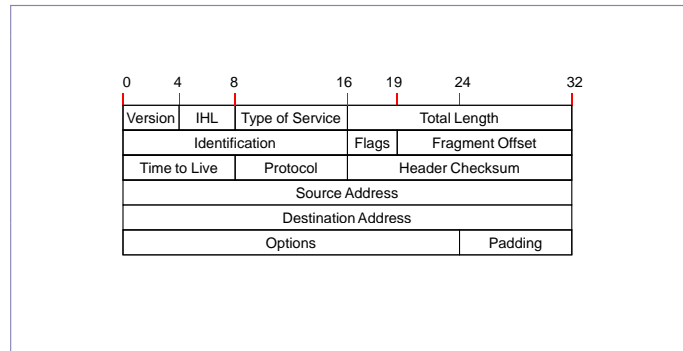 0 4 8 16 19 24 32
Version IHL Type of Service Total Length
Identification Flags Fragment Offset
Time to Live Protocol Header Checksum
Source Address
Destination Address
Options Padding